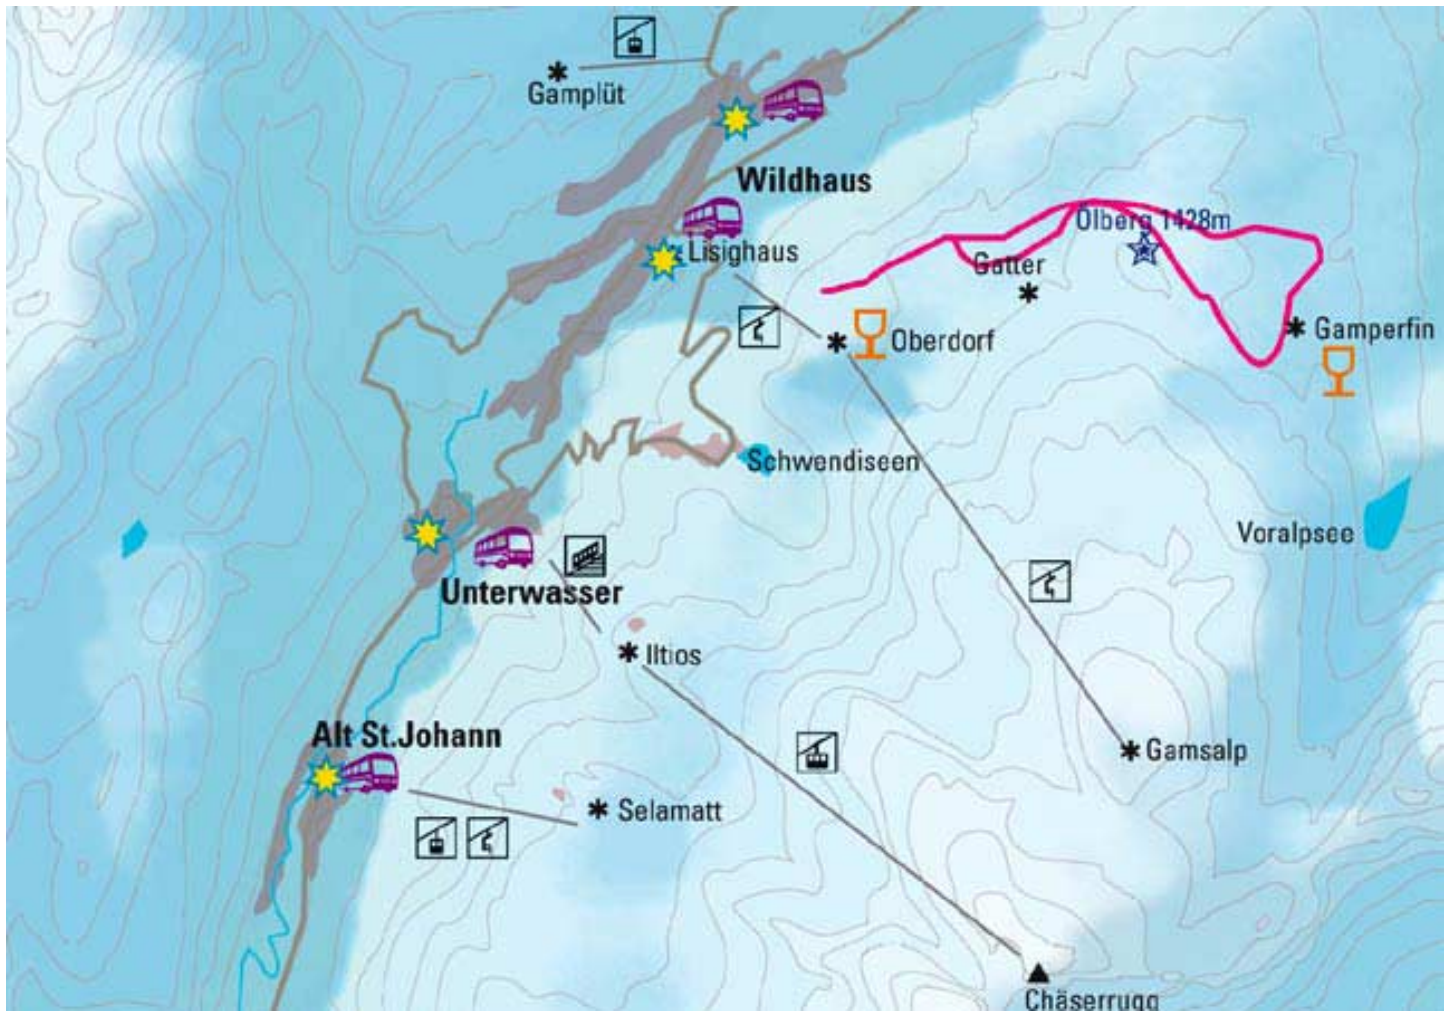 Gamplüt
Wildhaus
Ölberg 1428m
Lisighaus
Gatter
Oberdorf
Gamperfin
Schwendiseen
Voralpsee
Unterwasser
Iltios
Alt St.Johann
Gamsalp
Selamatt
Chäserrugg